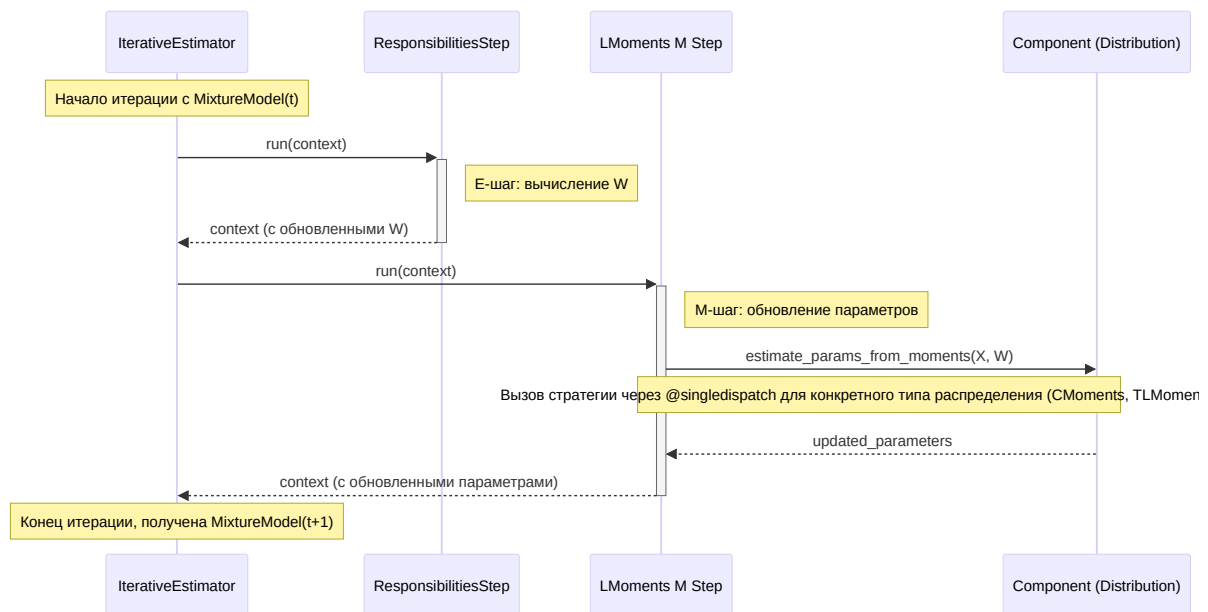 IterativeEstimator
ResponsibilitiesStep
LMoments M Step
Component (Distribution)
Начало итерации с MixtureModel(t)
run(context)
E-шаг: вычисление W
context (с обновленными W)
run(context)
M-шаг: обновление параметров
estimate_params_from_moments(X, W)
Вызов стратегии через @singledispatch для конкретного типа распределения (CMoments, TLMomen
updated_parameters
context (с обновленными параметрами)
Конец итерации, получена MixtureModel(t+1)
IterativeEstimator
ResponsibilitiesStep
LMoments M Step
Component (Distribution)